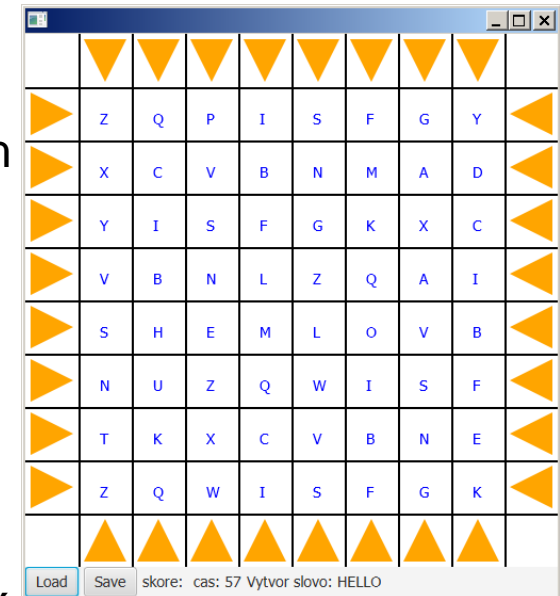 n
Z Q P I S F G Y
X C V B N M A D
Y I S F G K X C
V B N L Z Q A I
S H E M L O V B
N U Z Q W I S F
T K X C V B N E
Z Q W I S F G K
Load Save skore: cas: 57 Vytvor slovo: HELLO